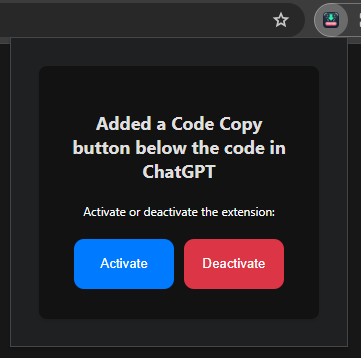 Added a Code Copy
button below the code in
ChatGPT
Activate or deactivate the extension:
Activate
Deactivate